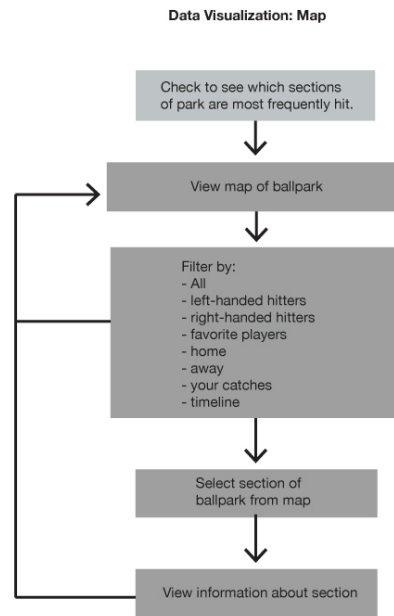 Data Visualization: Map
Check to see which sections
of park are most frequently hit.
View map of ballpark
Filter by:
- All
- left-handed hitters
- right-handed hitters
- favorite players
- home
- away
- your catches
- timeline
Select section of
ballpark from map
View information about section